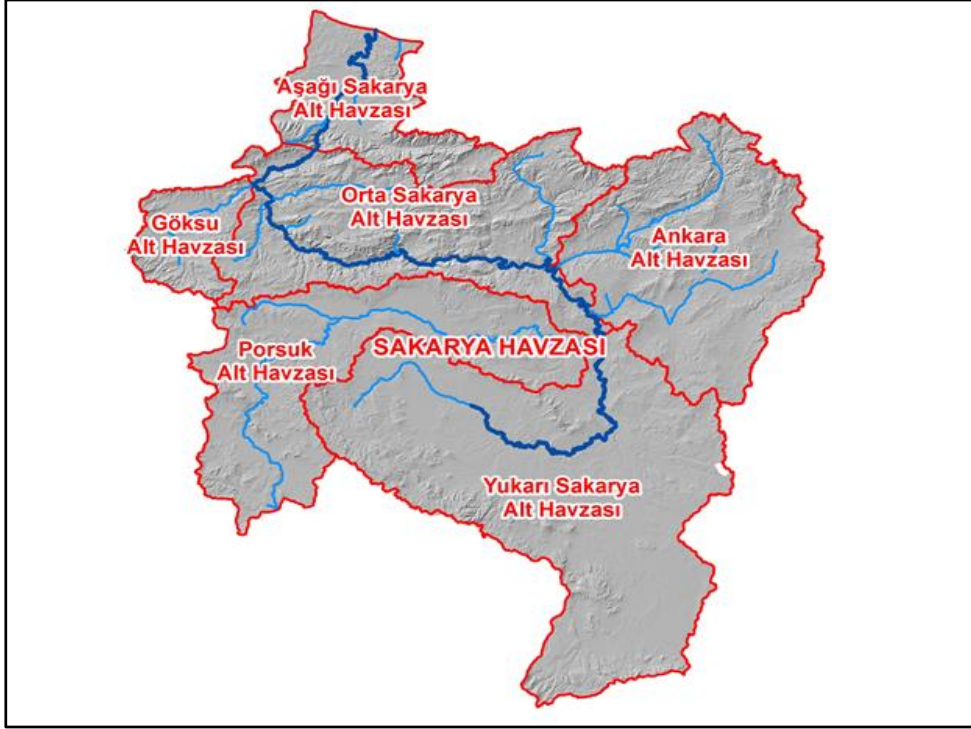 Aşağı Sakarya
Alt Havzası
Orta Sakarya
Alt Havzası
Göksu
Alt Havzası
Ankara
Alt Havzası
Porsuk
Alt Havzası
SAKARYA HAVZASI
Yukarı Sakarya
Alt Havzası